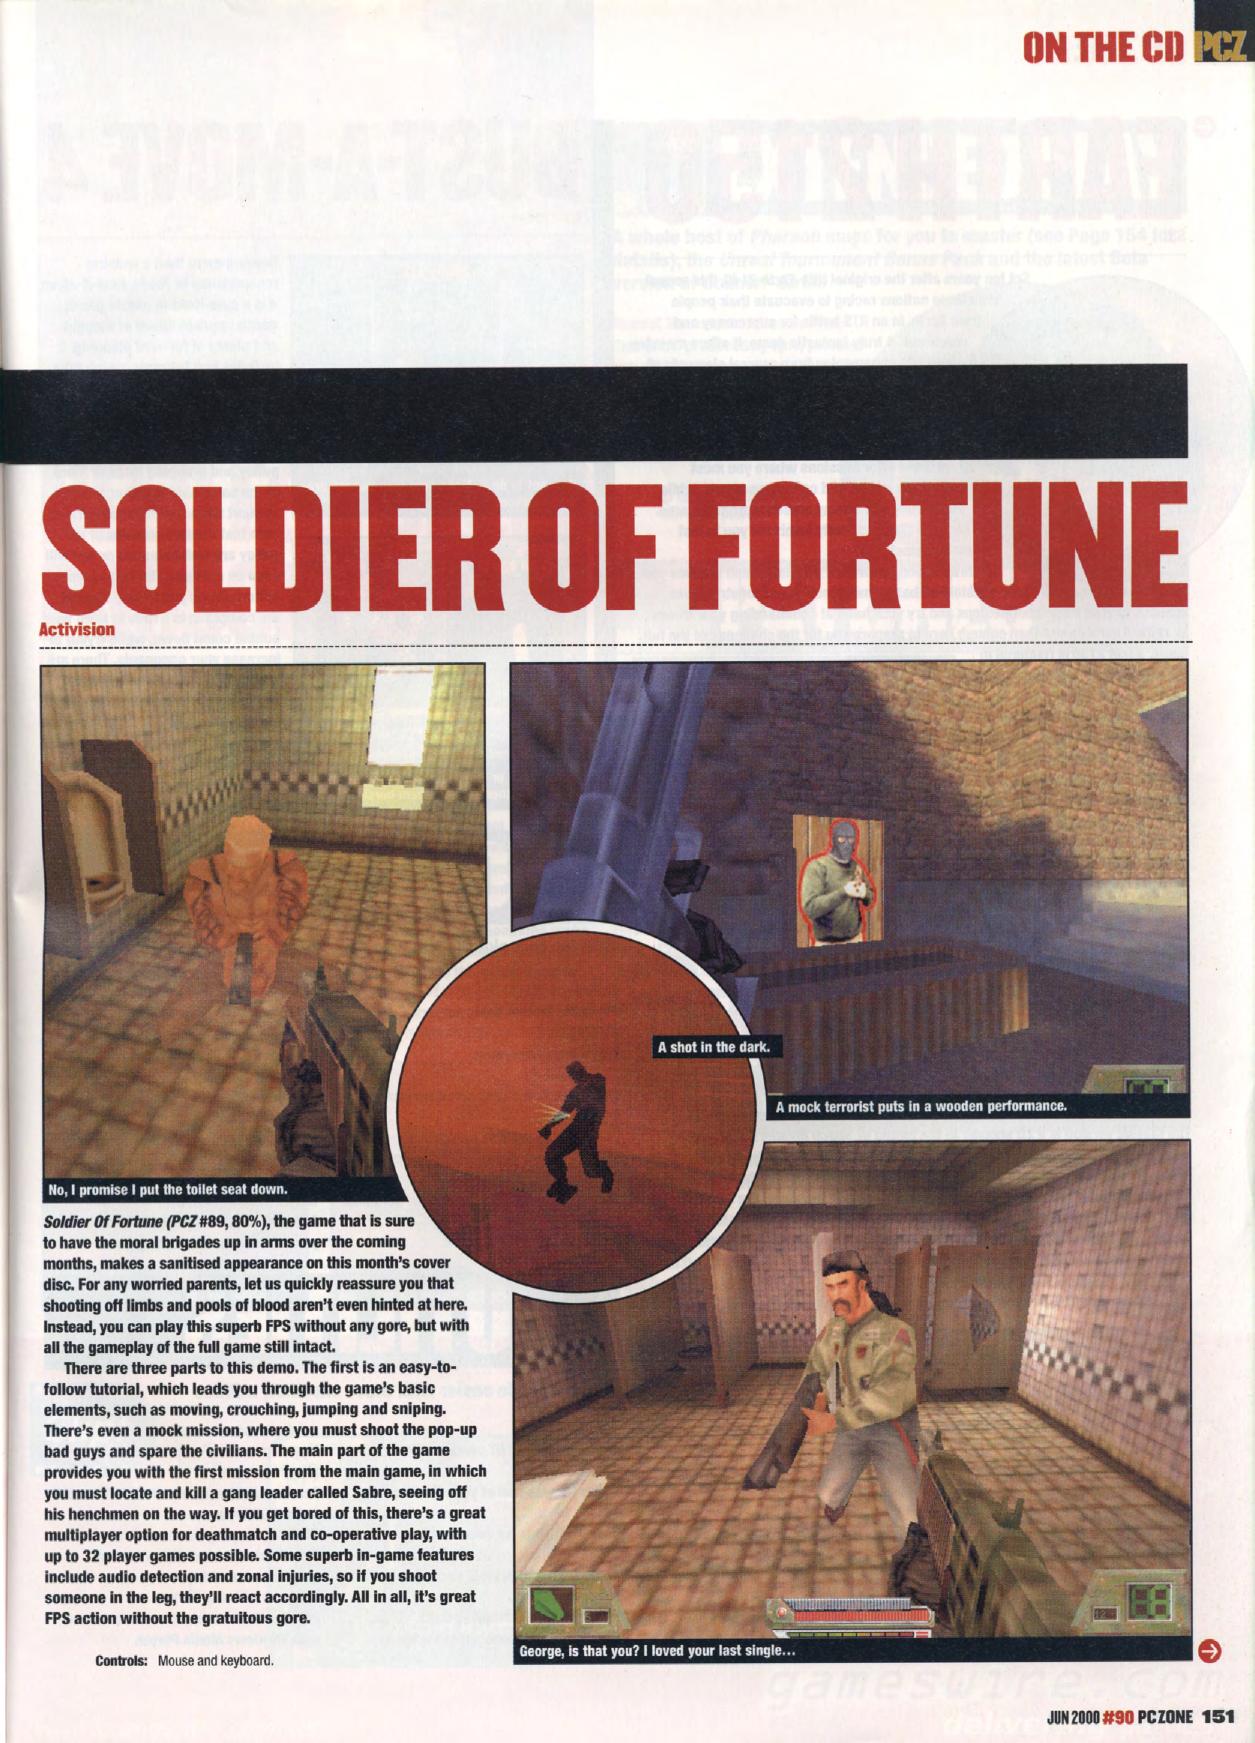 ON THE CD PCZ
SOLDIER OF FORTUNE
Activision
A shot in the dark.
A mock terrorist puts in a wooden performance.
No, I promise I put the toilet seat down.
Soldier Of Fortune (PCZ #89, 80%), the game that is sure
to have the moral brigades up in arms over the coming
months, makes a sanitised appearance on this month's cover
disc. For any worried parents, let us quickly reassure you that
shooting off limbs and pools of blood aren't even hinted at here.
Instead, you can play this superb FPS without any gore, but with
all the gameplay of the full game still intact.
There are three parts to this demo. The first is an easy-to-
follow tutorial, which leads you through the game's basic
elements, such as moving, crouching, jumping and sniping.
There's even a mock mission, where you must shoot the pop-up
bad guys and spare the civilians. The main part of the game
provides you with the first mission from the main game, in which
you must locate and kill a gang leader called Sabre, seeing off
his henchmen on the way. If you get bored of this, there's a great
multiplayer option for deathmatch and co-operative play, with
up to 32 player games possible. Some superb in-game features
include audio detection and zonal injuries, so if you shoot
someone in the leg, they'll react accordingly. All in all, it's great
FPS action without the gratuitous gore.
Controls: Mouse and keyboard.
George, is that you? I loved your last single...
JUN 2000 #90 PC ZONE 151